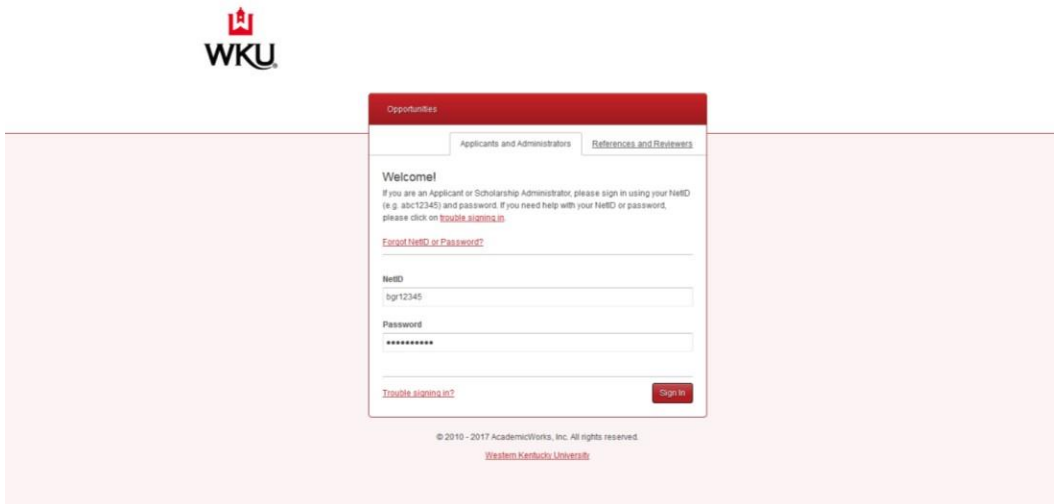 WKU
Opportunities
Applicants and Administrators References and Reviewers
Welcome!
If you are an Applicant or Scholarship Administrator, please sign in using your NetID
(e.g. abc12345) and password. If you need help with your NetID or password,
please click on trouble signing in.
Forgot NetID or Password?
NetID
bgr12345
Password
••••••••••
Trouble signing in? Sign In
© 2010 - 2017 AcademicWorks, Inc. All rights reserved.
Western Kentucky University